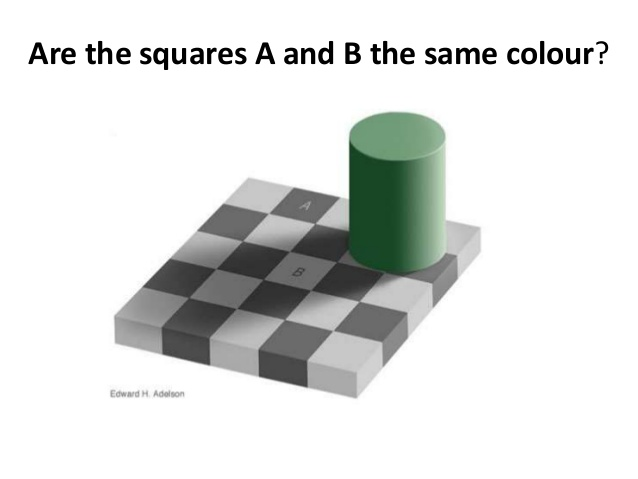 Are the squares A and B the same colour?
A
B
Edward H. Adelson